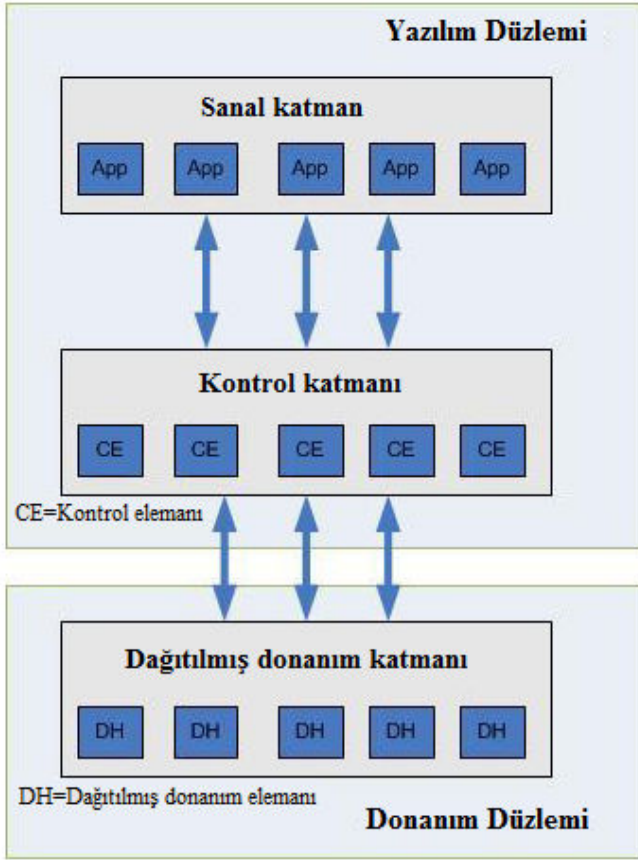 Yazılım Düzlemi
Sanal katman
App App App App App
Kontrol katmanı
CE CE CE CE CE
CE=Kontrol elemanı
Dağıtılmış donanım katmanı
DH DH DH DH DH
DH=Dağıtılmış donanım elemanı
Donanım Düzlemi